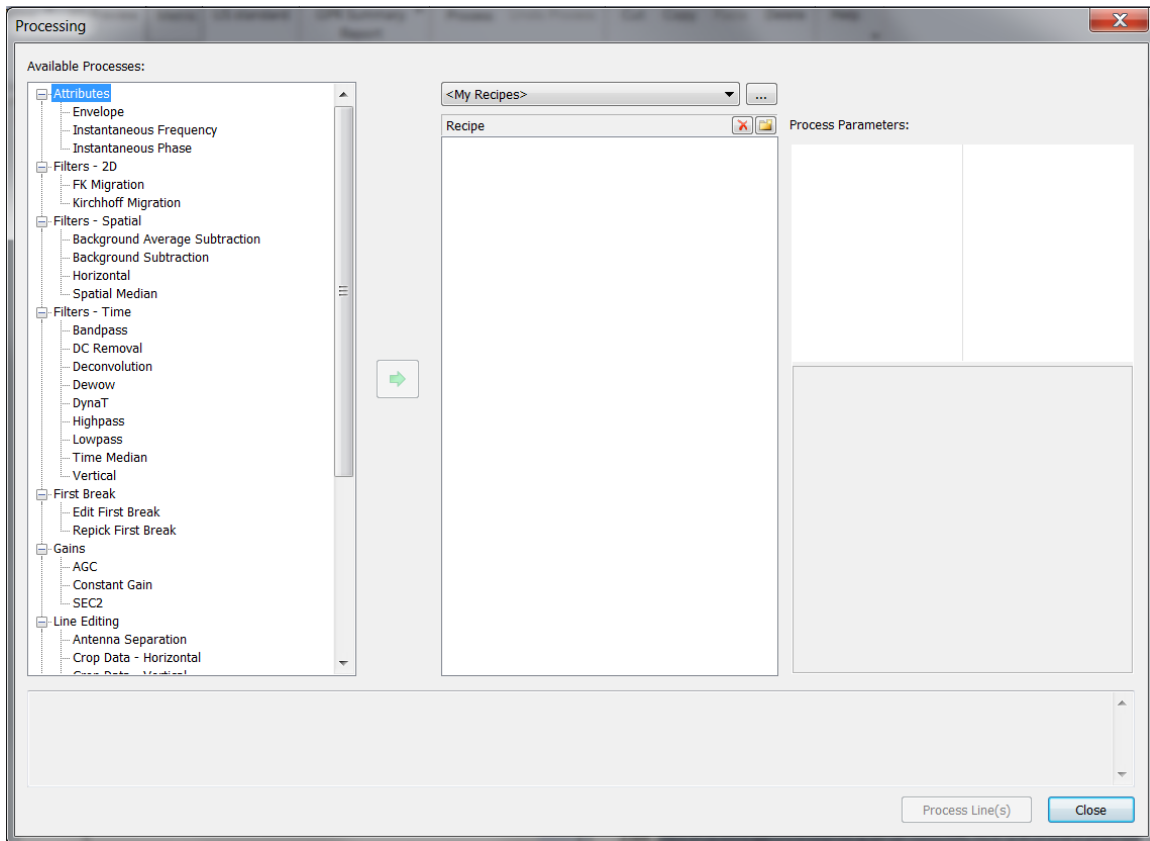 Processing
Available Processes:
Attributes
Envelope
Instantaneous Frequency
Instantaneous Phase
Filters - 2D
FK Migration
Kirchhoff Migration
Filters - Spatial
Background Average Subtraction
Background Subtraction
Horizontal
Spatial Median
Filters - Time
Bandpass
DC Removal
Deconvolution
Dewow
DynaT
Highpass
Lowpass
Time Median
Vertical
First Break
Edit First Break
Repick First Break
Gains
AGC
Constant Gain
SEC2
Line Editing
Antenna Separation
Crop Data - Horizontal
<My Recipes>
...
Recipe
Process Parameters:
Process Line(s)
Close